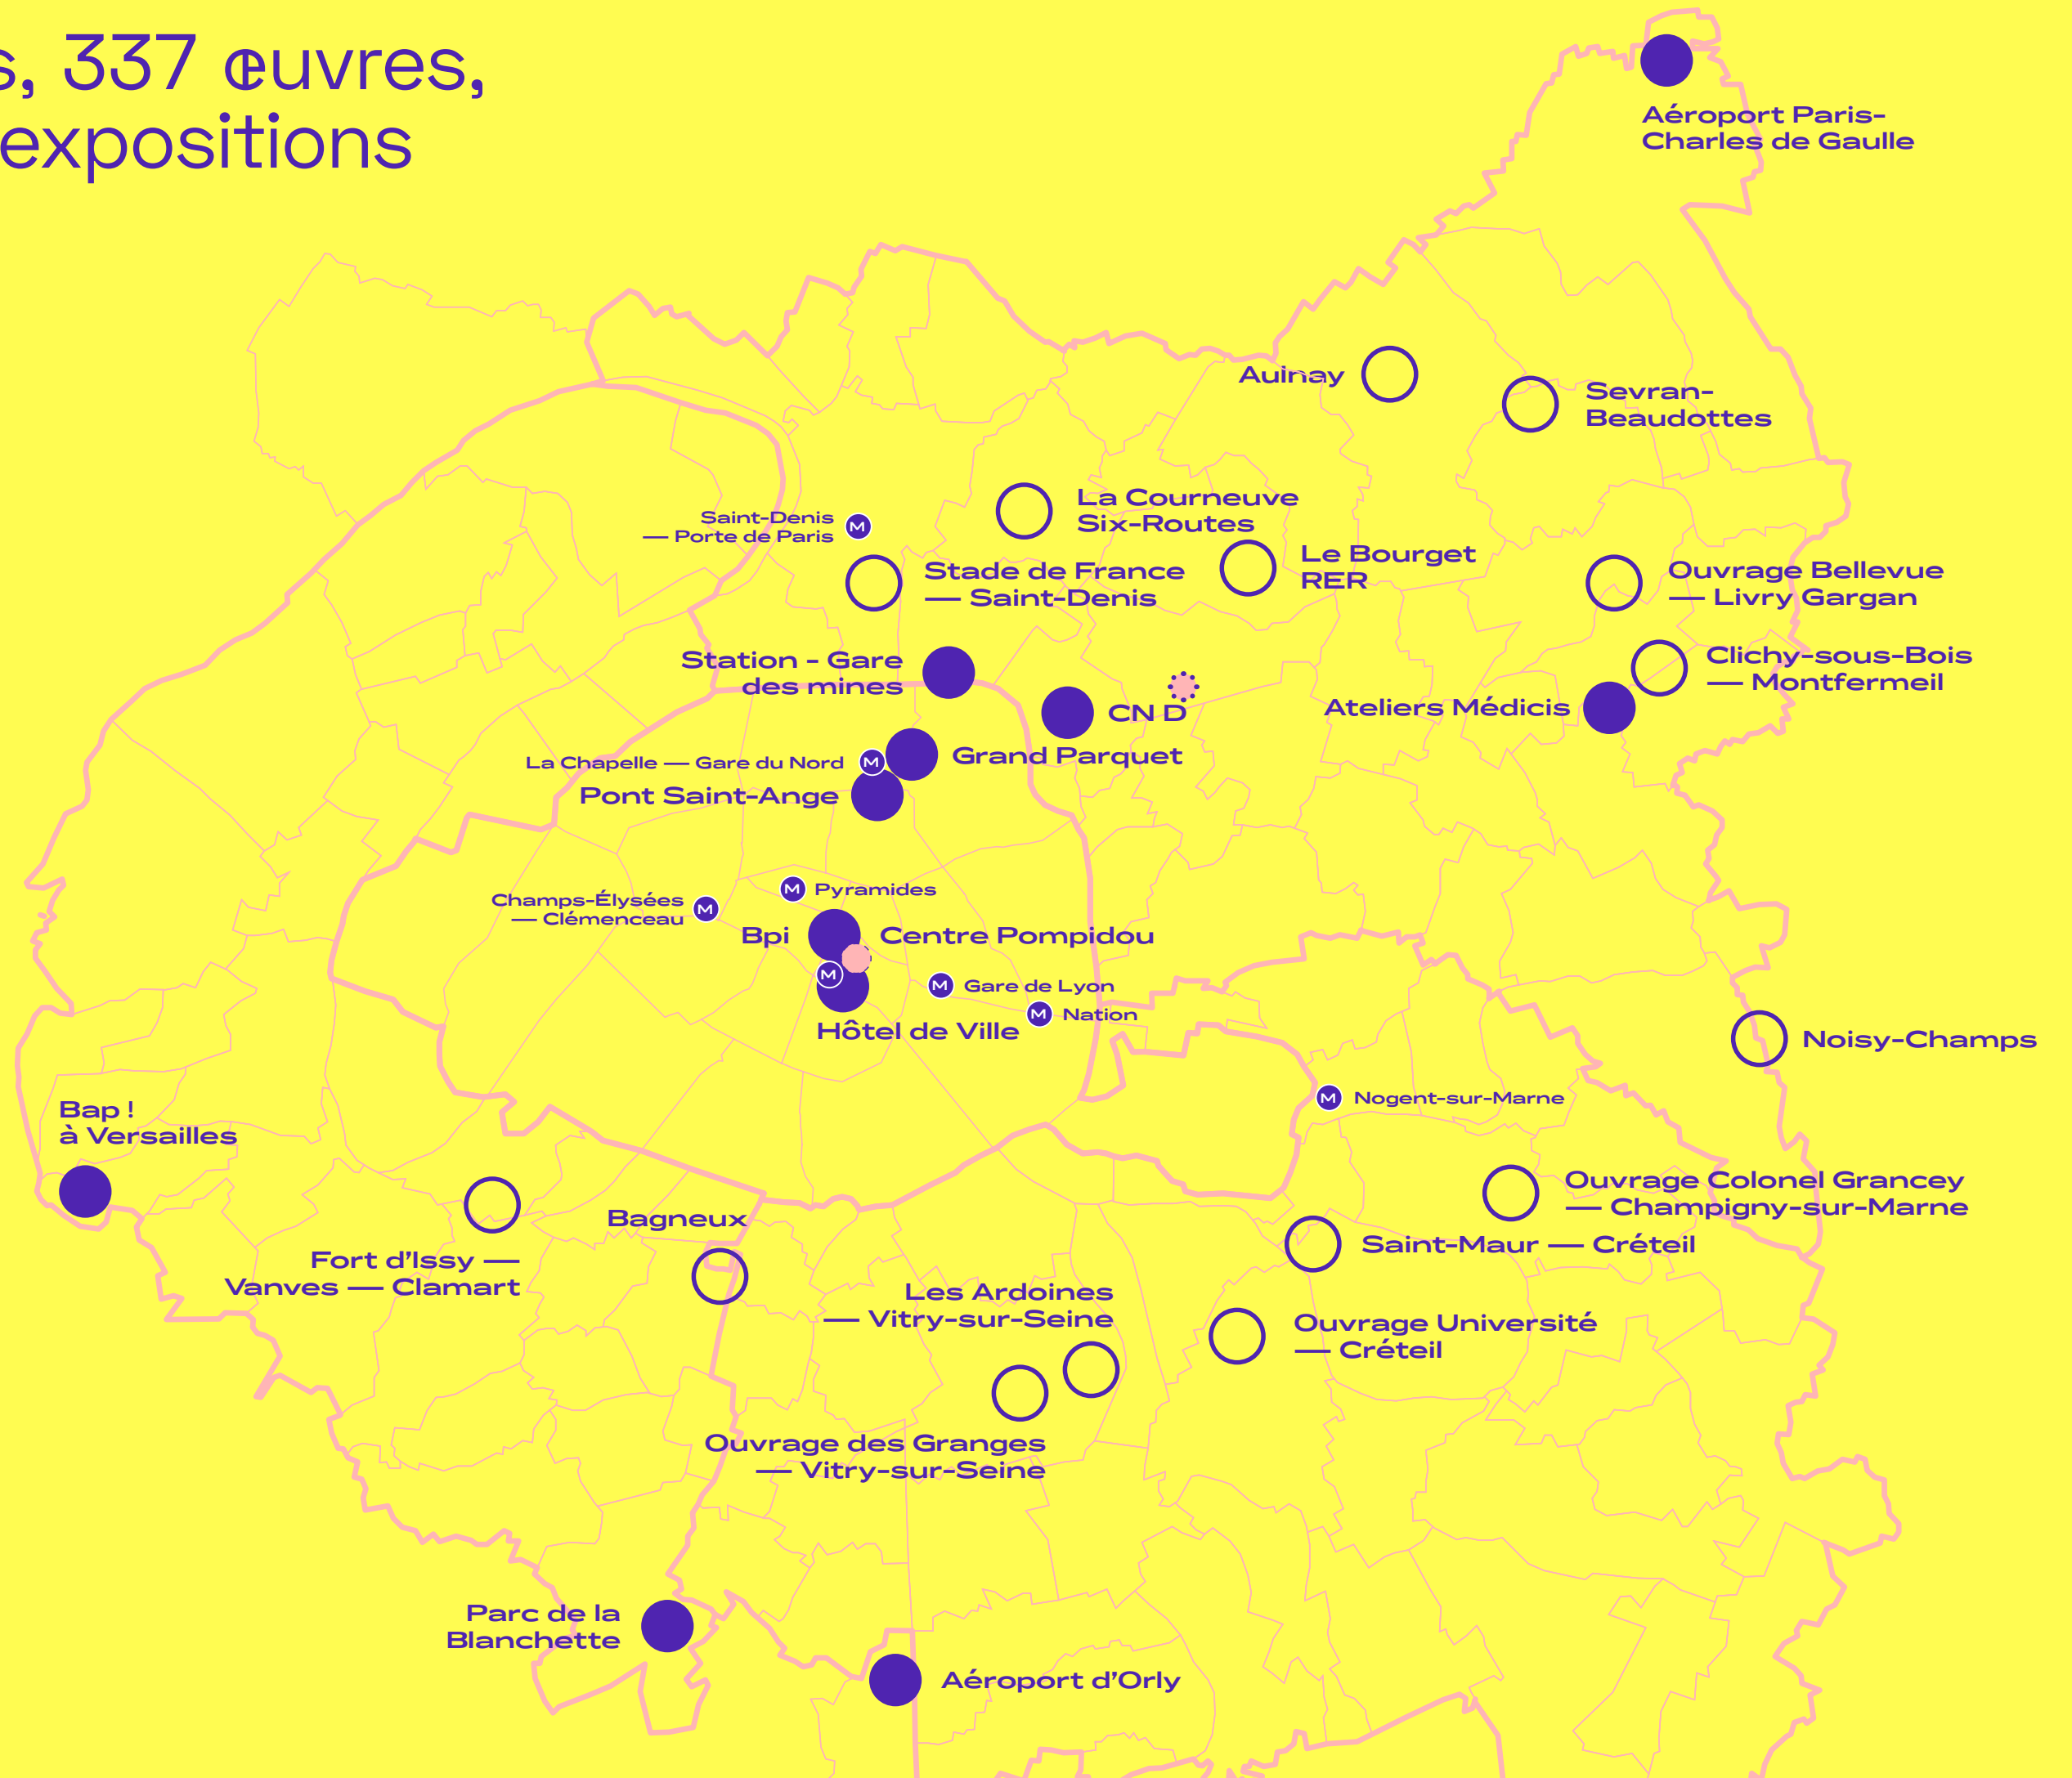 s, 337 œuvres,
expositions
Aéroport Paris-
Charles de Gaulle
Aulnay
Sevran-
Beaudottes
La Courneuve
Six-Routes
Saint-Denis
— Porte de Paris
M
Le Bourget
RER
Stade de France
— Saint-Denis
Ouvrage Bellevue
— Livry Gargan
Station - Gare
des mines
Clichy-sous-Bois
— Montfermeil
CN D
Ateliers Médicis
La Chapelle — Gare du Nord
M
Grand Parquet
Pont Saint-Ange
Champs-Élysées
— Clémenceau
M
M
Pyramides
Bpi
Centre Pompidou
M
M
Gare de Lyon
M
Nation
Hôtel de Ville
Noisy-Champs
M
Nogent-sur-Marne
Bap !
à Versailles
Ouvrage Colonel Grancey
— Champigny-sur-Marne
Bagneux
Saint-Maur — Créteil
Fort d’Issy —
Vanves — Clamart
Les Ardoines
— Vitry-sur-Seine
Ouvrage Université
— Créteil
Ouvrage des Granges
— Vitry-sur-Seine
Parc de la
Blanchette
Aéroport d’Orly